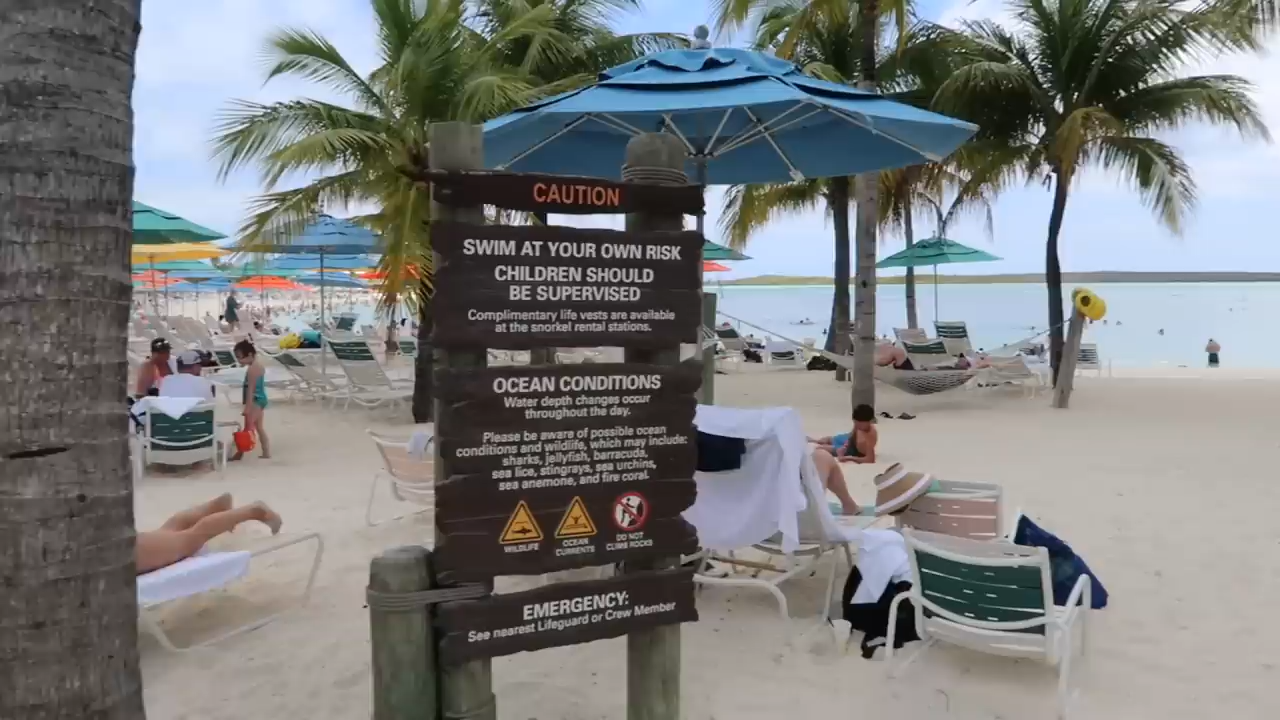 CAUTION
SWIM AT YOUR OWN RISK
CHILDREN SHOULD
BE SUPERVISED
Complimentary life vests are available
at the snorkel rental stations.
OCEAN CONDITIONS
Water depth changes occur
throughout the day.
Please be aware of possible ocean
conditions and wildlife, which may include:
sharks, jellyfish, barracuda,
sea lice, stingrays, sea urchins,
sea anemone, and fire coral.
WILDLIFE
OCEAN
CURRENTS
DO NOT
CLIMB ROCKS
EMERGENCY:
See nearest Lifeguard or Crew Member